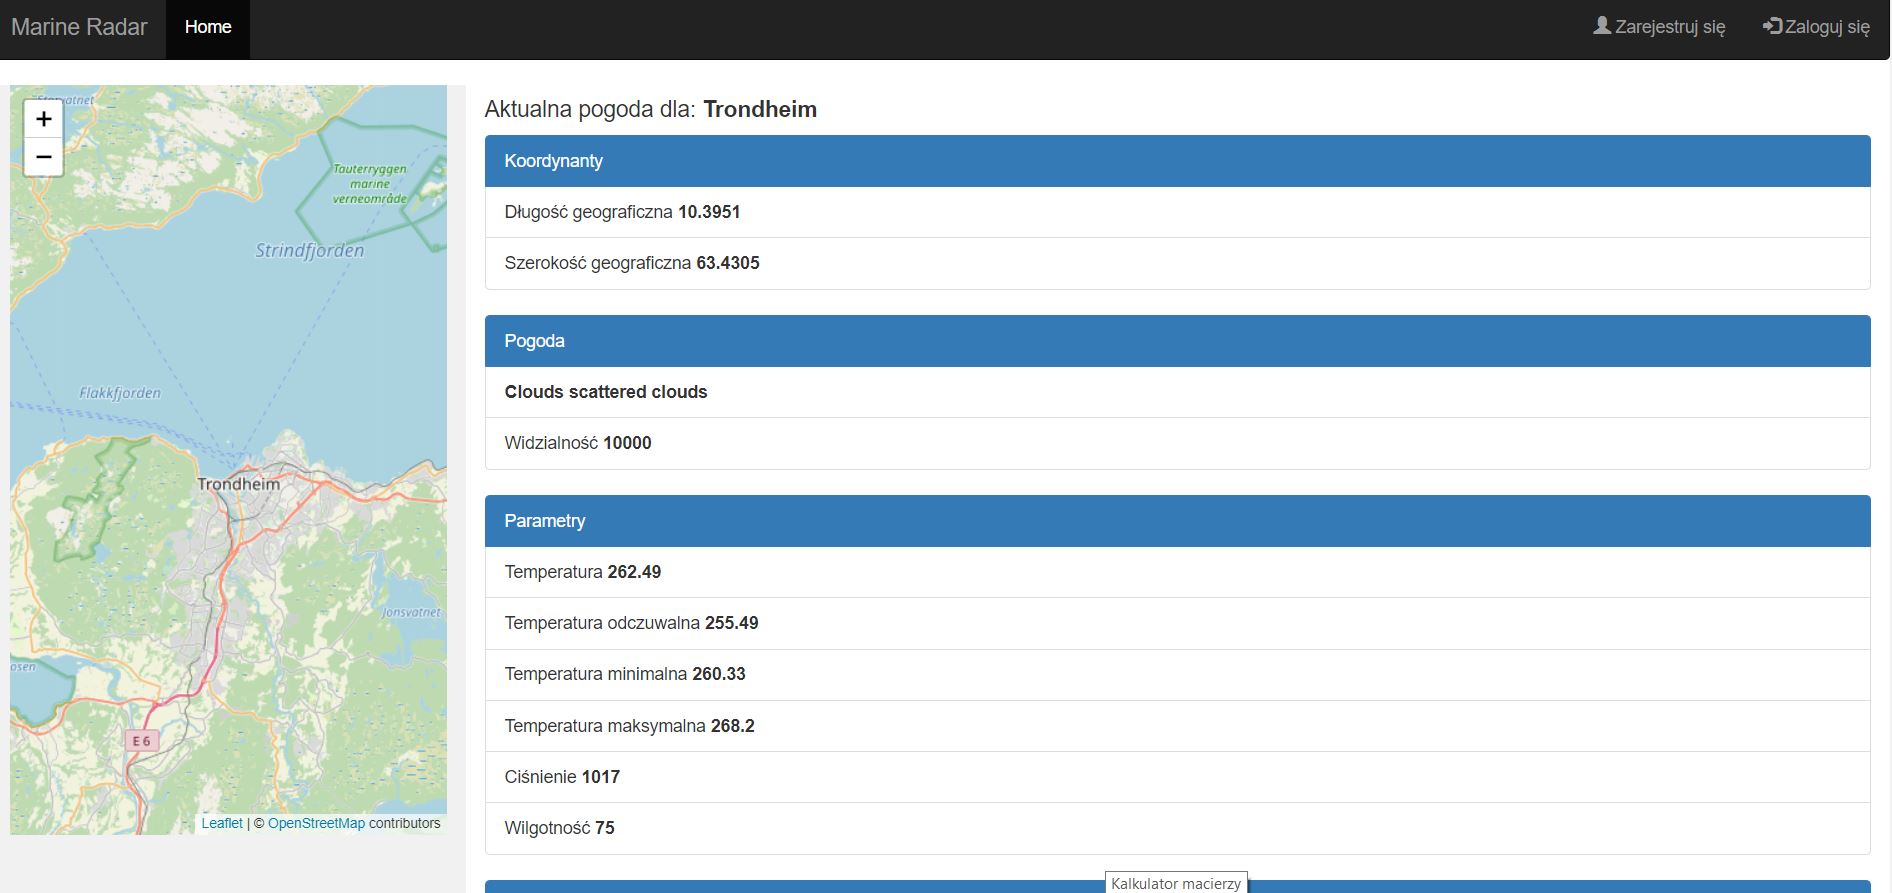 Marine Radar
Home
Zarejestruj się
Zaloguj się
+
−
Tauterryggen
marine
verneområde
Strindfjorden
Flakkfjorden
Trondheim
Jonsvatnet
E 6
Leaflet | © OpenStreetMap contributors
Aktualna pogoda dla: Trondheim
Koordynanty
Długość geograficzna 10.3951
Szerokość geograficzna 63.4305
Pogoda
Clouds scattered clouds
Widzialność 10000
Parametry
Temperatura 262.49
Temperatura odczuwalna 255.49
Temperatura minimalna 260.33
Temperatura maksymalna 268.2
Ciśnienie 1017
Wilgotność 75
Kalkulator macierzy